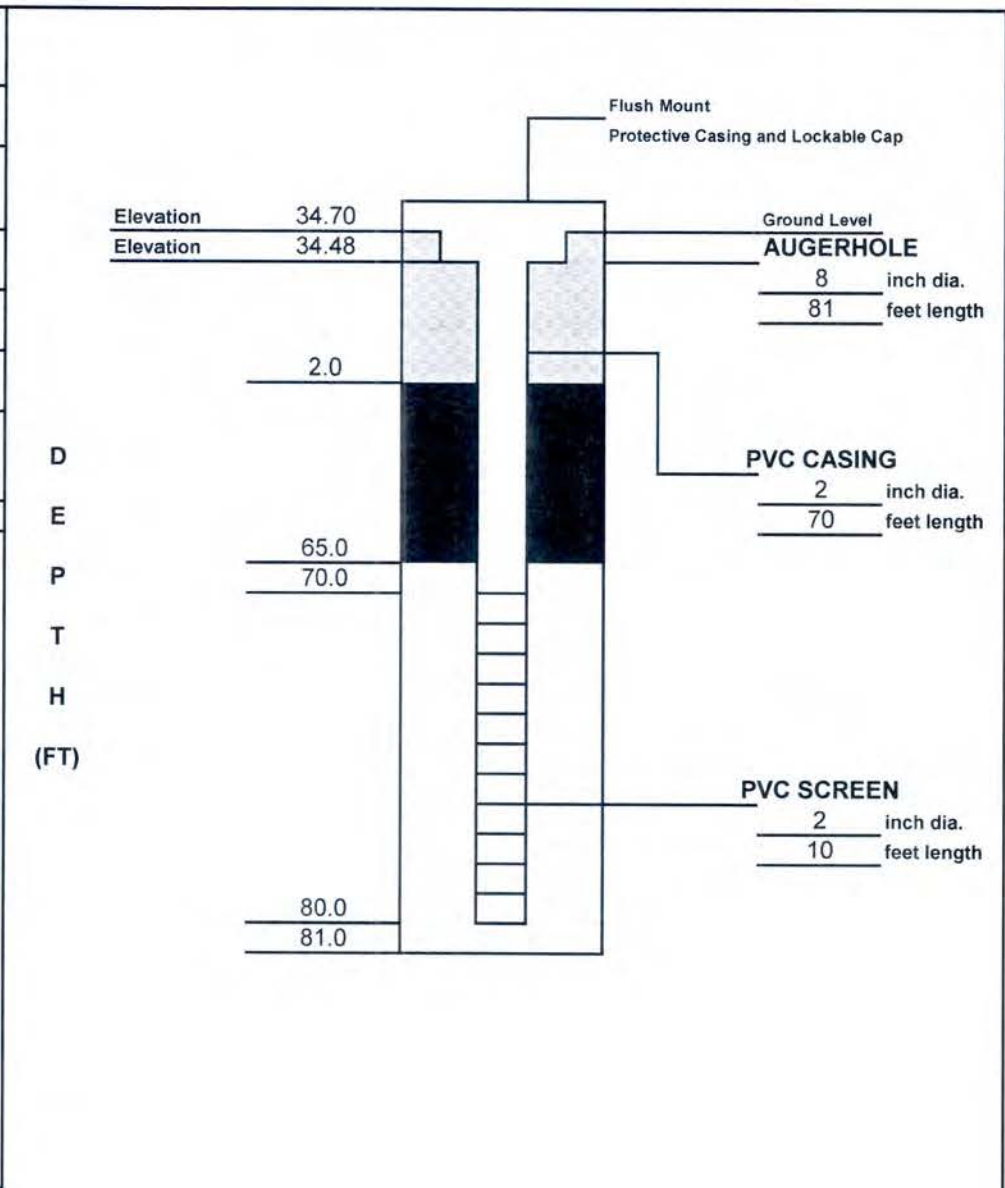 Flush Mount
Protective Casing and Lockable Cap
Elevation 34.70
Ground Level
Elevation 34.48
AUGERHOLE
8 inch dia.
81 feet length
2.0
D
E
P
T
H
(FT)
PVC CASING
2 inch dia.
70 feet length
65.0
70.0
PVC SCREEN
2 inch dia.
10 feet length
80.0
81.0